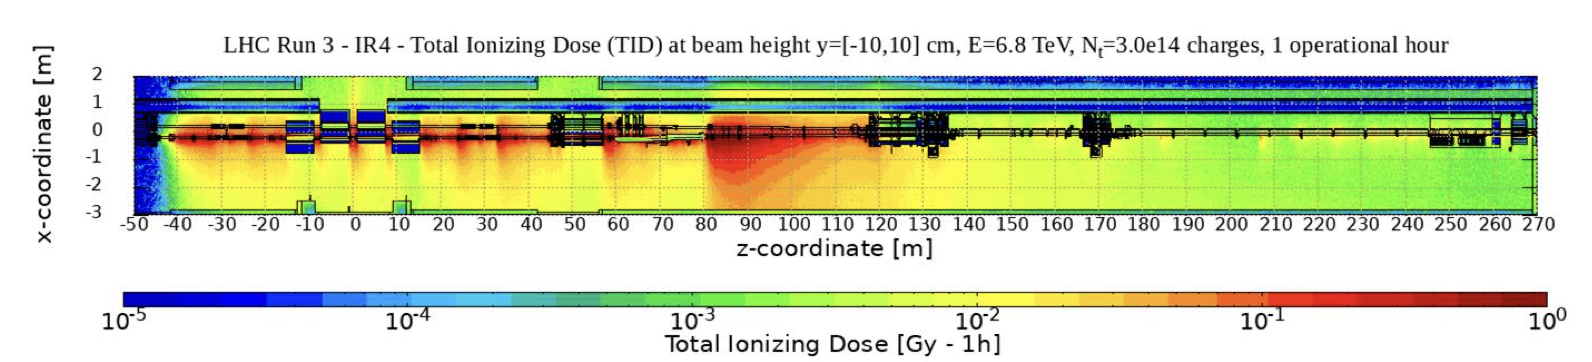 LHC Run 3 - IR4 - Total Ionizing Dose (TID) at beam height y=[-10,10] cm, E=6.8 TeV, Nt=3.0e14 charges, 1 operational hour
x-coordinate [m]
2
1
0
-1
-2
-3
-50 -40 -30 -20 -10 0 10 20 30 40 50 60 70 80 90 100 110 120 130 140 150 160 170 180 190 200 210 220 230 240 250 260 270
z-coordinate [m]
10-5 10-4 10-3 10-2 10-1 100
Total Ionizing Dose [Gy - 1h]